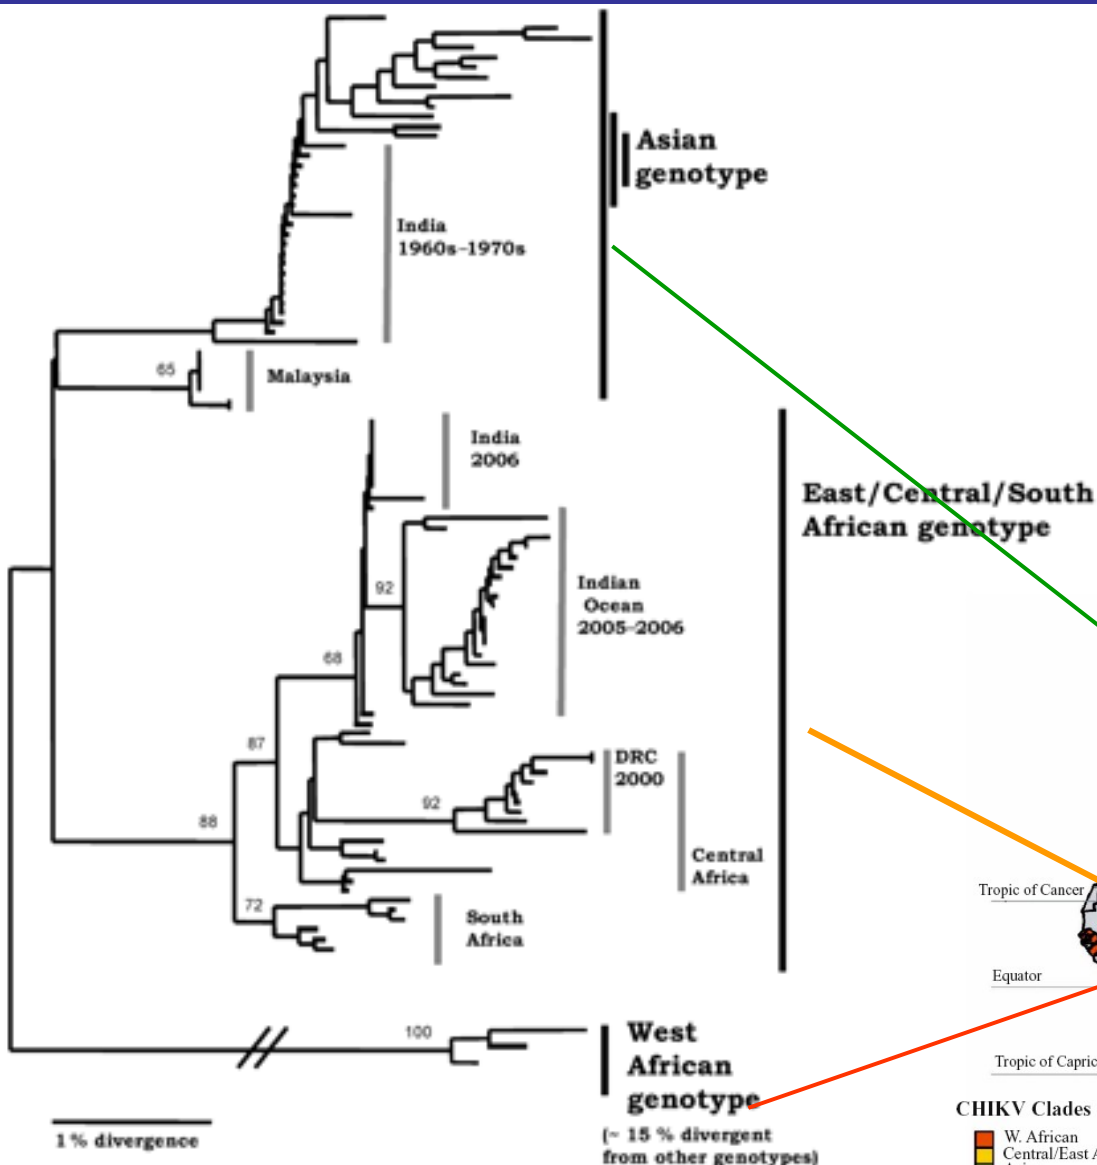 Asian
genotype
India
1960s-1970s
65
Malaysia
India
2006
East/Central/South
African genotype
92
Indian
Ocean
2005-2006
68
87
DRC
2000
92
88
Central
Africa
72
South
Africa
Tropic of Cancer
Equator
100
West
African
genotype
(~ 15 % divergent
from other genotypes)
1 % divergence
Tropic of Capric
CHIKV Clades
W. African
Central/East A